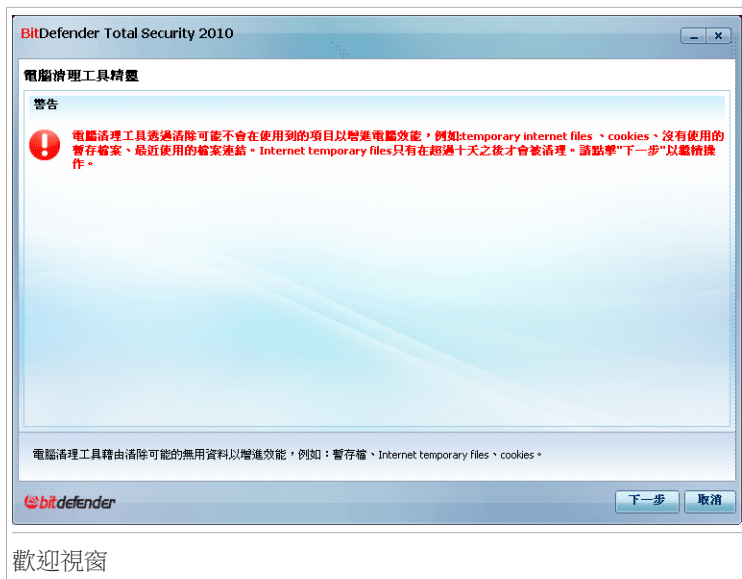 BitDefender Total Security 2010
電腦清理工具精靈
警告
電腦清理工具透過清除可能不會在使用到的項目以增進電腦效能，例如:temporary internet files 、cookies、沒有使用的
暫存檔案、最近使用的檔案連結。Internet temporary files只有在超過十天之後才會被清理。請點擊"下一步"以繼續操
作。
電腦清理工具藉由清除可能的無用資料以增進效能，例如：暫存檔、Internet temporary files、cookies。
bitdefender
下一步
取消
歡迎視窗